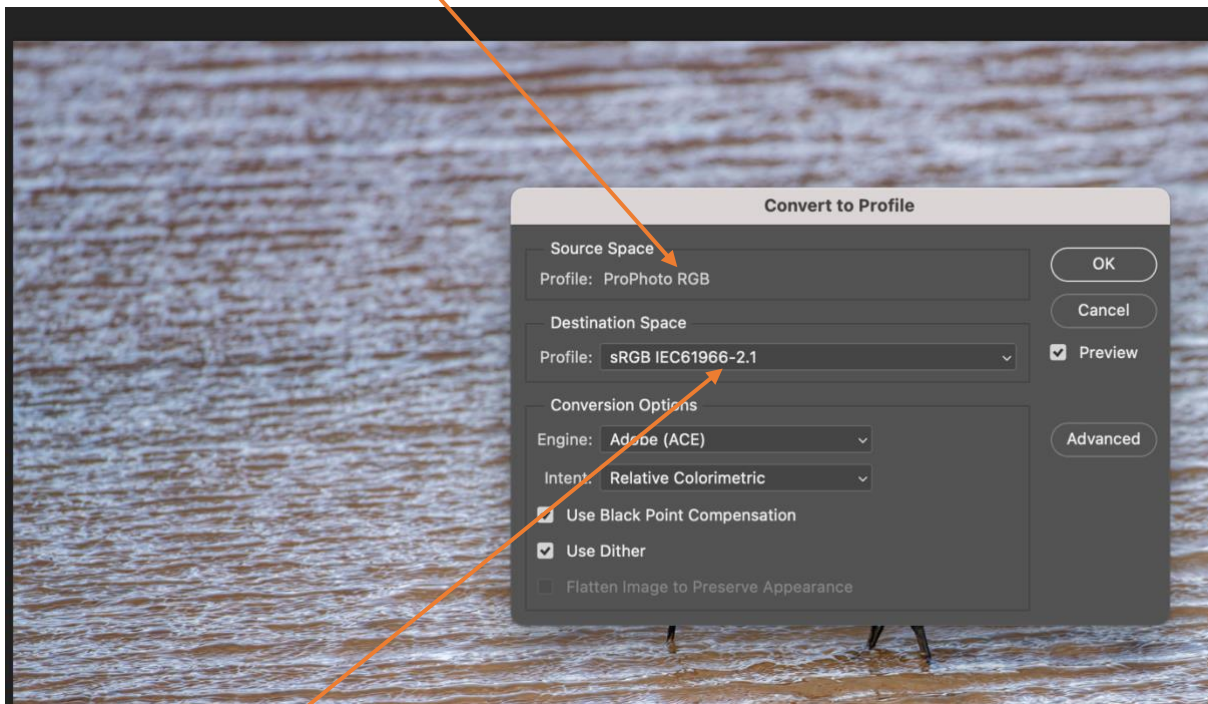 Convert to Profile
Source Space
Profile: ProPhoto RGB
OK
Cancel
Destination Space
Profile: sRGB IEC61966-2.1
Preview
Conversion Options
Engine: Adobe (ACE)
Advanced
Intent: Relative Colorimetric
Use Black Point Compensation
Use Dither
Flatten Image to Preserve Appearance